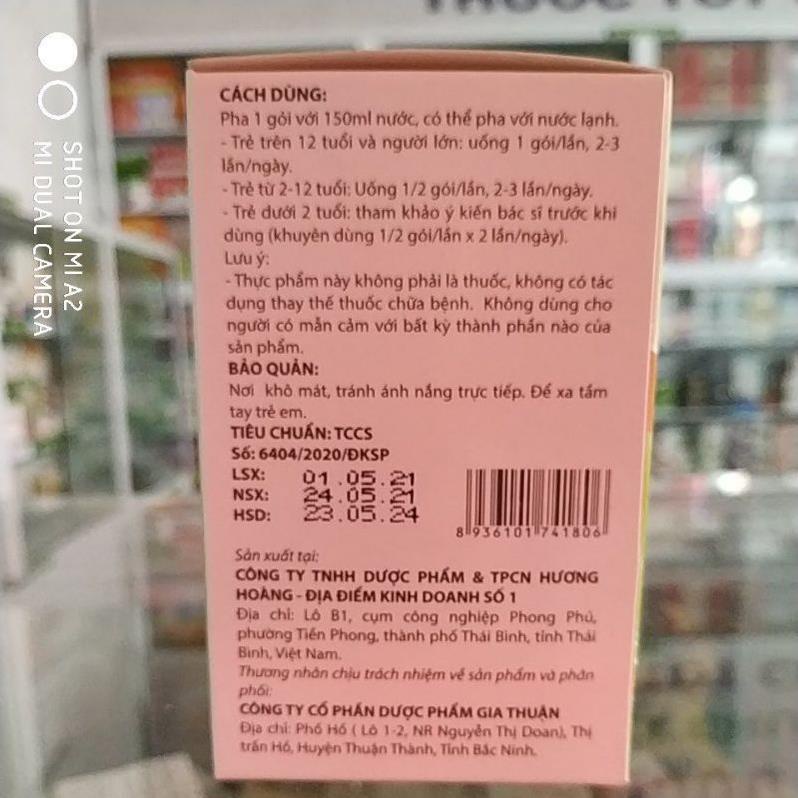 THUỐC TỐT
CÁCH DÙNG:
Pha 1 gói với 150ml nước, có thể pha với nước lạnh.
- Trẻ trên 12 tuổi và người lớn: uống 1 gói/lần, 2-3
lần/ngày.
- Trẻ từ 2-12 tuổi: Uống 1/2 gói/lần, 2-3 lần/ngày.
- Trẻ dưới 2 tuổi: tham khảo ý kiến bác sĩ trước khi
dùng (khuyên dùng 1/2 gói/lần x 2 lần/ngày).
Lưu ý:
- Thực phẩm này không phải là thuốc, không có tác
dụng thay thế thuốc chữa bệnh. Không dùng cho
người có mẫn cảm với bất kỳ thành phần nào của
sản phẩm.
BẢO QUẢN:
Nơi khô mát, tránh ánh nắng trực tiếp. Để xa tầm
tay trẻ em.
TIÊU CHUẨN: TCCS
Số: 6404/2020/ĐKSP
LSX: 01.05.21
NSX: 24.05.21
HSD: 23.05.24
8 936101 741806
Sản xuất tại:
CÔNG TY TNHH DƯỢC PHẨM & TPCN HƯƠNG
HOÀNG - ĐỊA ĐIỂM KINH DOANH SỐ 1
Địa chỉ: Lô B1, cụm công nghiệp Phong Phú,
phường Tiền Phong, thành phố Thái Bình, tỉnh Thái
Bình, Việt Nam.
Thương nhân chịu trách nhiệm về sản phẩm và phân
phối:
CÔNG TY CỔ PHẦN DƯỢC PHẨM GIA THUẬN
Địa chỉ: Phố Hồ ( Lô 1-2, NR Nguyễn Thị Doan), Thị
trấn Hồ, Huyện Thuận Thành, Tỉnh Bắc Ninh.
SHOT ON MI A2
MI DUAL CAMERA